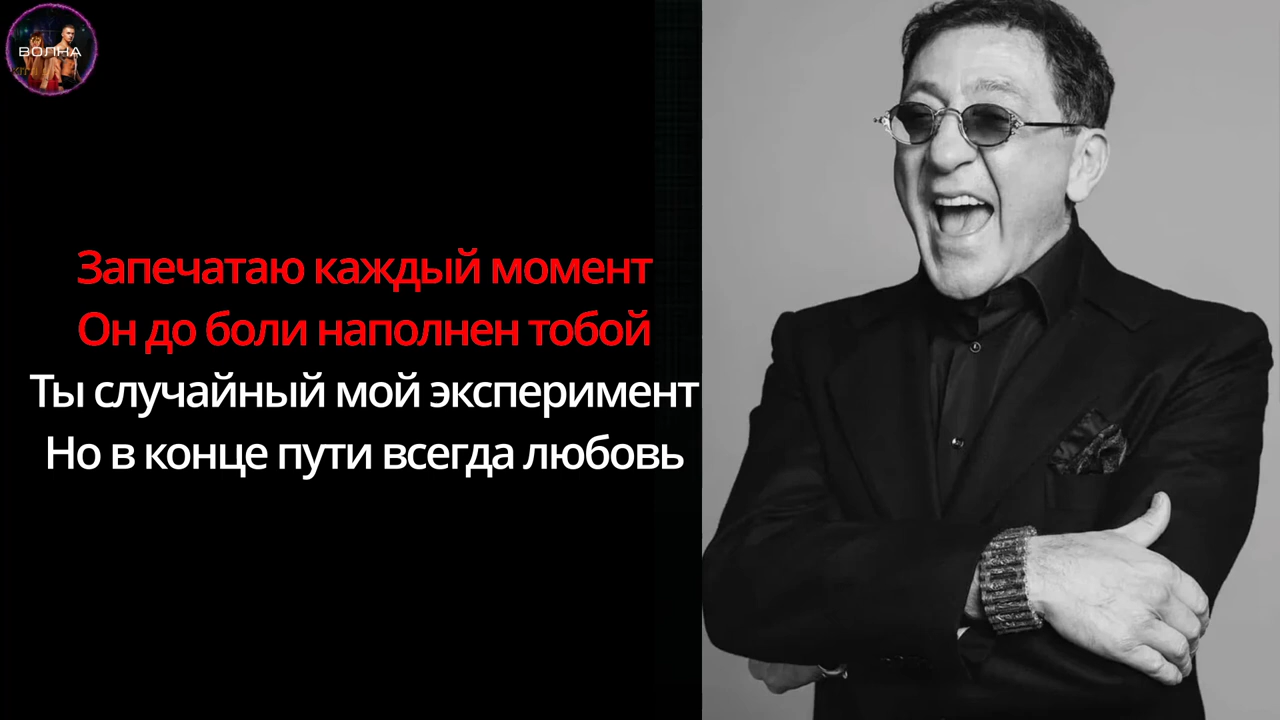 ВОЛНА
Запечатаю каждый момент
Он до боли наполнен тобой
Ты случайный мой эксперимент
Но в конце пути всегда любовь